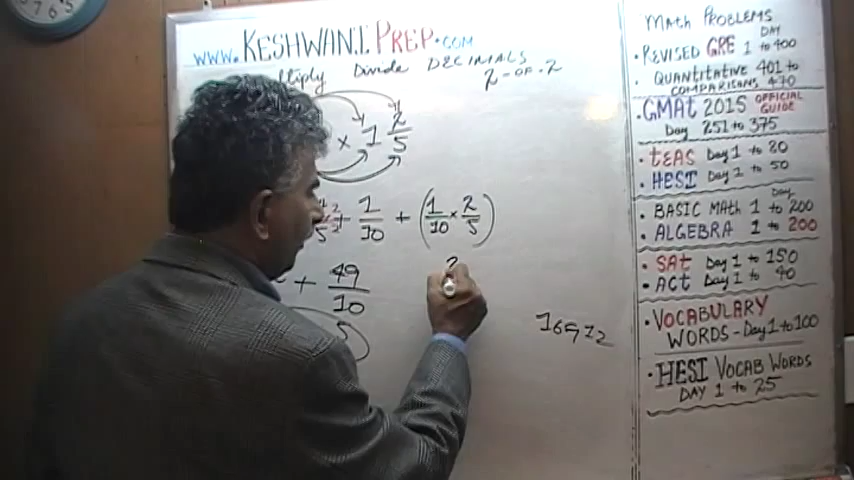 WWW.KESHWANI PREP.COM
Divide DECIMALS
2-OF-2
× 1 2/5
+ 1/10 + (1/10 × 2/5)
+ 49/10
5
2
16972
MATH PROBLEMS
DAY
• REVISED GRE 1 to 400
• QUANTITATIVE 401 to
COMPARISONS 470
• GMAt 2015 OFFICIAL GUIDE
Day 251 to 375
• tEAS Day 1 to 20
• HESI Day 1 to 50
Day
• BASIC MAth 1 to 200
• ALGEBRA 1 to 200
• SAt Day 1 to 150
• ACt Day 1 to 40
• VOCABULARY
WORDS - Day 1 to 100
• HESI VOCAB WORDS
DAY 1 to 25